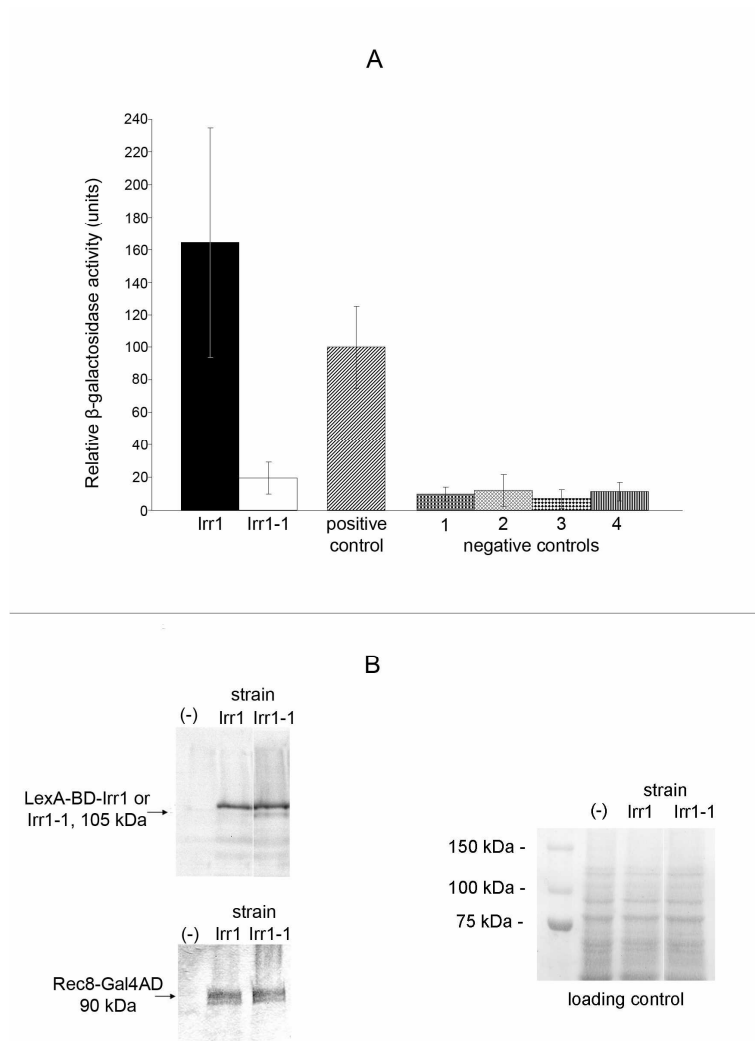 A
Relative β-galactosidase activity (units)
240
220
200
180
160
140
120
100
80
60
40
20
0
Irr1 Irr1-1 positive control 1 2 3 4
negative controls
B
strain
(-) Irr1 Irr1-1
LexA-BD-Irr1 or
Irr1-1, 105 kDa
strain
(-) Irr1 Irr1-1
Rec8-Gal4AD
90 kDa
strain
(-) Irr1 Irr1-1
150 kDa -
100 kDa -
75 kDa -
loading control